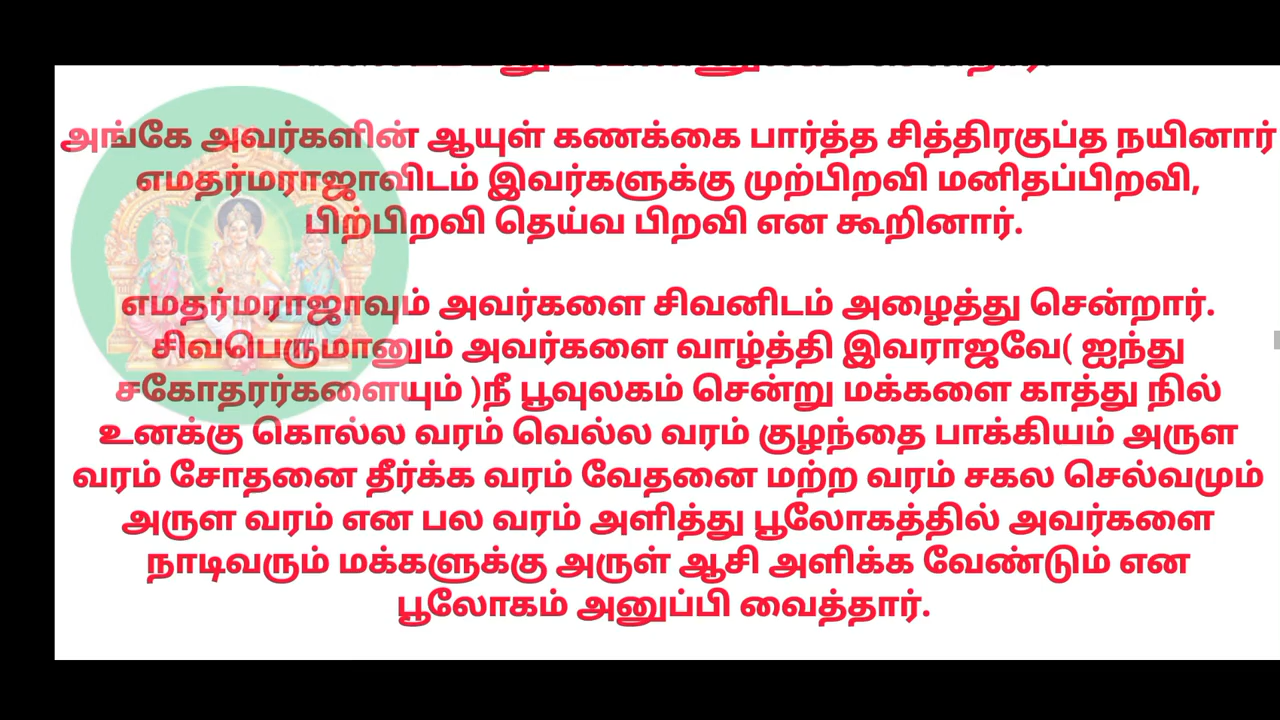 அங்கே அவர்களின் ஆயுள் கணக்கை பார்த்த சித்திரகுப்த நயினார்
எமதர்மராஜாவிடம் இவர்களுக்கு முற்பிறவி மனிதப்பிறவி,
பிற்பிறவி தெய்வ பிறவி என கூறினார்.
எமதர்மராஜாவும் அவர்களை சிவனிடம் அழைத்து சென்றார்.
சிவபெருமானும் அவர்களை வாழ்த்தி இவராஜவே( ஐந்து
சகோதரர்களையும் )நீ பூவுலகம் சென்று மக்களை காத்து நில்
உனக்கு கொல்ல வரம் வெல்ல வரம் குழந்தை பாக்கியம் அருள
வரம் சோதனை தீர்க்க வரம் வேதனை மற்ற வரம் சகல செல்வமும்
அருள வரம் என பல வரம் அளித்து பூலோகத்தில் அவர்களை
நாடிவரும் மக்களுக்கு அருள் ஆசி அளிக்க வேண்டும் என
பூலோகம் அனுப்பி வைத்தார்.